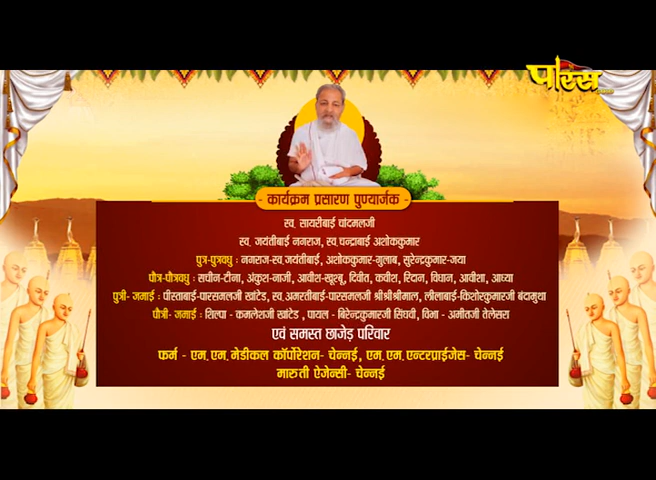 पारस
- कार्यक्रम प्रसारण पुण्यार्जक -
स्व. सायरीबाई चांदमलजी
स्व. जयंतीबाई नगराज, स्व.चन्द्राबाई अशोककुमार
पुत्र-पुत्रवधु : नगराज-स्व जयंतीबाई, अशोककुमार-गुलाब, सुरेन्द्रकुमार-जया
पौत्र-पौत्रवधु : सचीन-टीना, अंकुश-नाजी, आवीश-खूश्बू, दिवीत, कवीश, रिदान, विधान, आवीशा, आध्या
पुत्री- जमाई : पीस्ताबाई-पारसमलजी खांटेड, स्व.अमरतीबाई-पारसमलजी श्रीश्रीश्रीमाल, लीलाबाई-किशोरकुमारजी बंदामुथा
पौत्री- जमाई : शिल्पा - कमलेशजी खांटेड , पायल - बिरेन्द्रकुमारजी सिंघवी, विभा - अमीतजी तेलेसरा
एवं समस्त छाजेड़ परिवार
फर्म - एम.एम.मेडीकल कॉर्पोरेशन- चेन्नई, एम.एम.एन्टरप्राईजेस- चेन्नई
मारुती ऐजेन्सी- चेन्नई